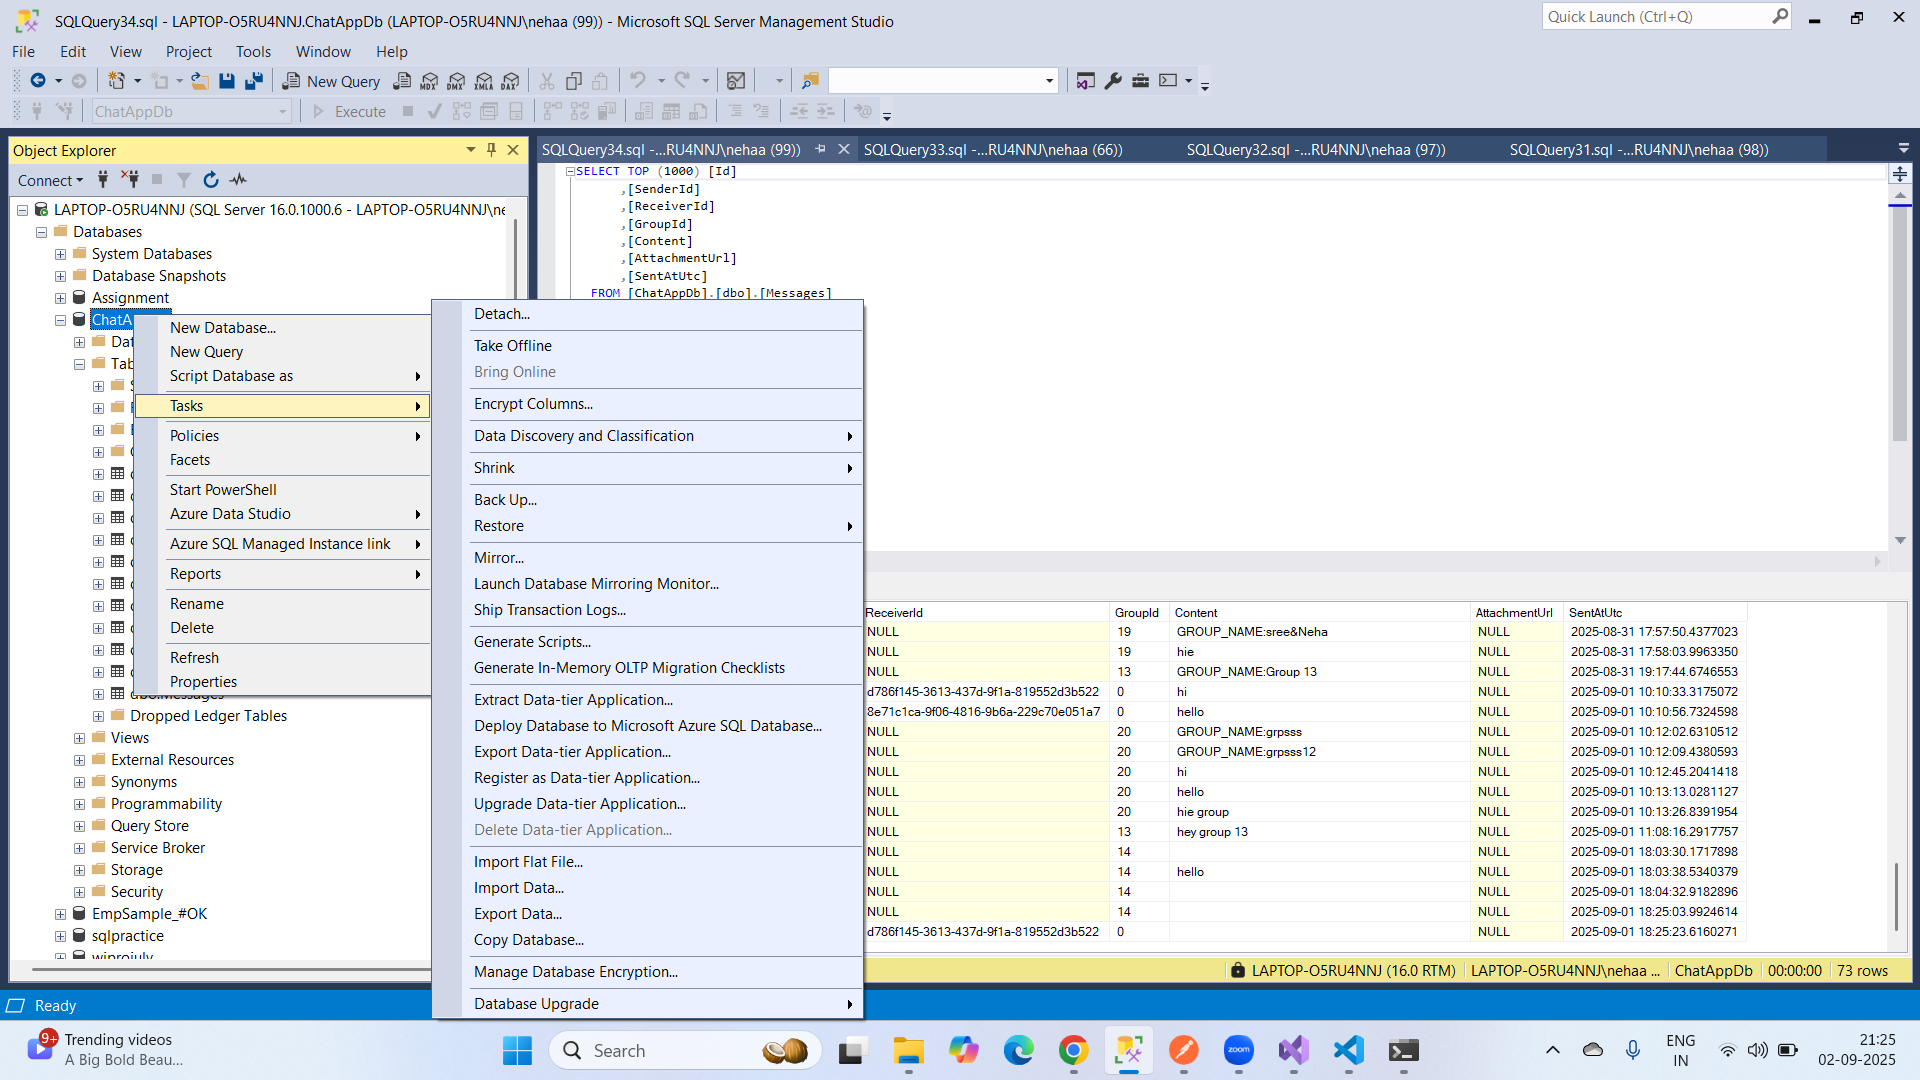 SQLQuery34.sql - LAPTOP-O5RU4NNJ.ChatAppDb (LAPTOP-O5RU4NNJ\nehaa (99)) - Microsoft SQL Server Management Studio
Quick Launch (Ctrl+Q)
File Edit View Project Tools Window Help
New Query MDX DMX XMLA DAX
ChatAppDb Execute
Object Explorer
SQLQuery34.sql -...RU4NNJ\nehaa (99)) SQLQuery33.sql -...RU4NNJ\nehaa (66)) SQLQuery32.sql -...RU4NNJ\nehaa (97)) SQLQuery31.sql -...RU4NNJ\nehaa (98))
Connect
LAPTOP-O5RU4NNJ (SQL Server 16.0.1000.6 - LAPTOP-O5RU4NNJ\ne
Databases
System Databases
Database Snapshots
Assignment
ChatA
Dat
Tab
dbo.Messages
Dropped Ledger Tables
Views
External Resources
Synonyms
Programmability
Query Store
Service Broker
Storage
Security
EmpSample_#OK
sqlpractice
wiprojuly
New Database...
New Query
Script Database as
Tasks
Policies
Facets
Start PowerShell
Azure Data Studio
Azure SQL Managed Instance link
Reports
Rename
Delete
Refresh
Properties
Detach...
Take Offline
Bring Online
Encrypt Columns...
Data Discovery and Classification
Shrink
Back Up...
Restore
Mirror...
Launch Database Mirroring Monitor...
Ship Transaction Logs...
Generate Scripts...
Generate In-Memory OLTP Migration Checklists
Extract Data-tier Application...
Deploy Database to Microsoft Azure SQL Database...
Export Data-tier Application...
Register as Data-tier Application...
Upgrade Data-tier Application...
Delete Data-tier Application...
Import Flat File...
Import Data...
Export Data...
Copy Database...
Manage Database Encryption...
Database Upgrade
SELECT TOP (1000) [Id]
,[SenderId]
,[ReceiverId]
,[GroupId]
,[Content]
,[AttachmentUrl]
,[SentAtUtc]
FROM [ChatAppDb].[dbo].[Messages]
ReceiverId GroupId Content AttachmentUrl SentAtUtc
NULL 19 GROUP_NAME:sree&Neha NULL 2025-08-31 17:57:50.4377023
NULL 19 hie NULL 2025-08-31 17:58:03.9963350
NULL 13 GROUP_NAME:Group 13 NULL 2025-08-31 19:17:44.6746553
d786f145-3613-437d-9f1a-819552d3b522 0 hi NULL 2025-09-01 10:10:33.3175072
8e71c1ca-9f06-4816-9b6a-229c70e051a7 0 hello NULL 2025-09-01 10:10:56.7324598
NULL 20 GROUP_NAME:grpsss NULL 2025-09-01 10:12:02.6310512
NULL 20 GROUP_NAME:grpsss12 NULL 2025-09-01 10:12:09.4380593
NULL 20 hi NULL 2025-09-01 10:12:45.2041418
NULL 20 hello NULL 2025-09-01 10:13:13.0281127
NULL 20 hie group NULL 2025-09-01 10:13:26.8391954
NULL 13 hey group 13 NULL 2025-09-01 11:08:16.2917757
NULL 14 NULL 2025-09-01 18:03:30.1717898
NULL 14 hello NULL 2025-09-01 18:03:38.5340379
NULL 14 NULL 2025-09-01 18:04:32.9182896
NULL 14 NULL 2025-09-01 18:25:03.9924614
d786f145-3613-437d-9f1a-819552d3b522 0 NULL 2025-09-01 18:25:23.6160271
LAPTOP-O5RU4NNJ (16.0 RTM) LAPTOP-O5RU4NNJ\nehaa ... ChatAppDb 00:00:00 73 rows
Ready
9+ Trending videos
A Big Bold Beau...
Search
zoom
ENG
IN
21:25
02-09-2025